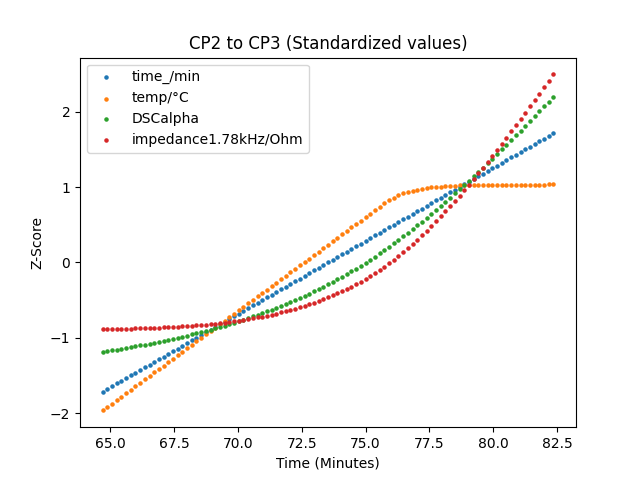 CP2 to CP3 (Standardized values)
time_/min
temp/°C
DSCalpha
impedance1.78kHz/Ohm
Z-Score
2
1
0
−1
−2
65.0 67.5 70.0 72.5 75.0 77.5 80.0 82.5
Time (Minutes)